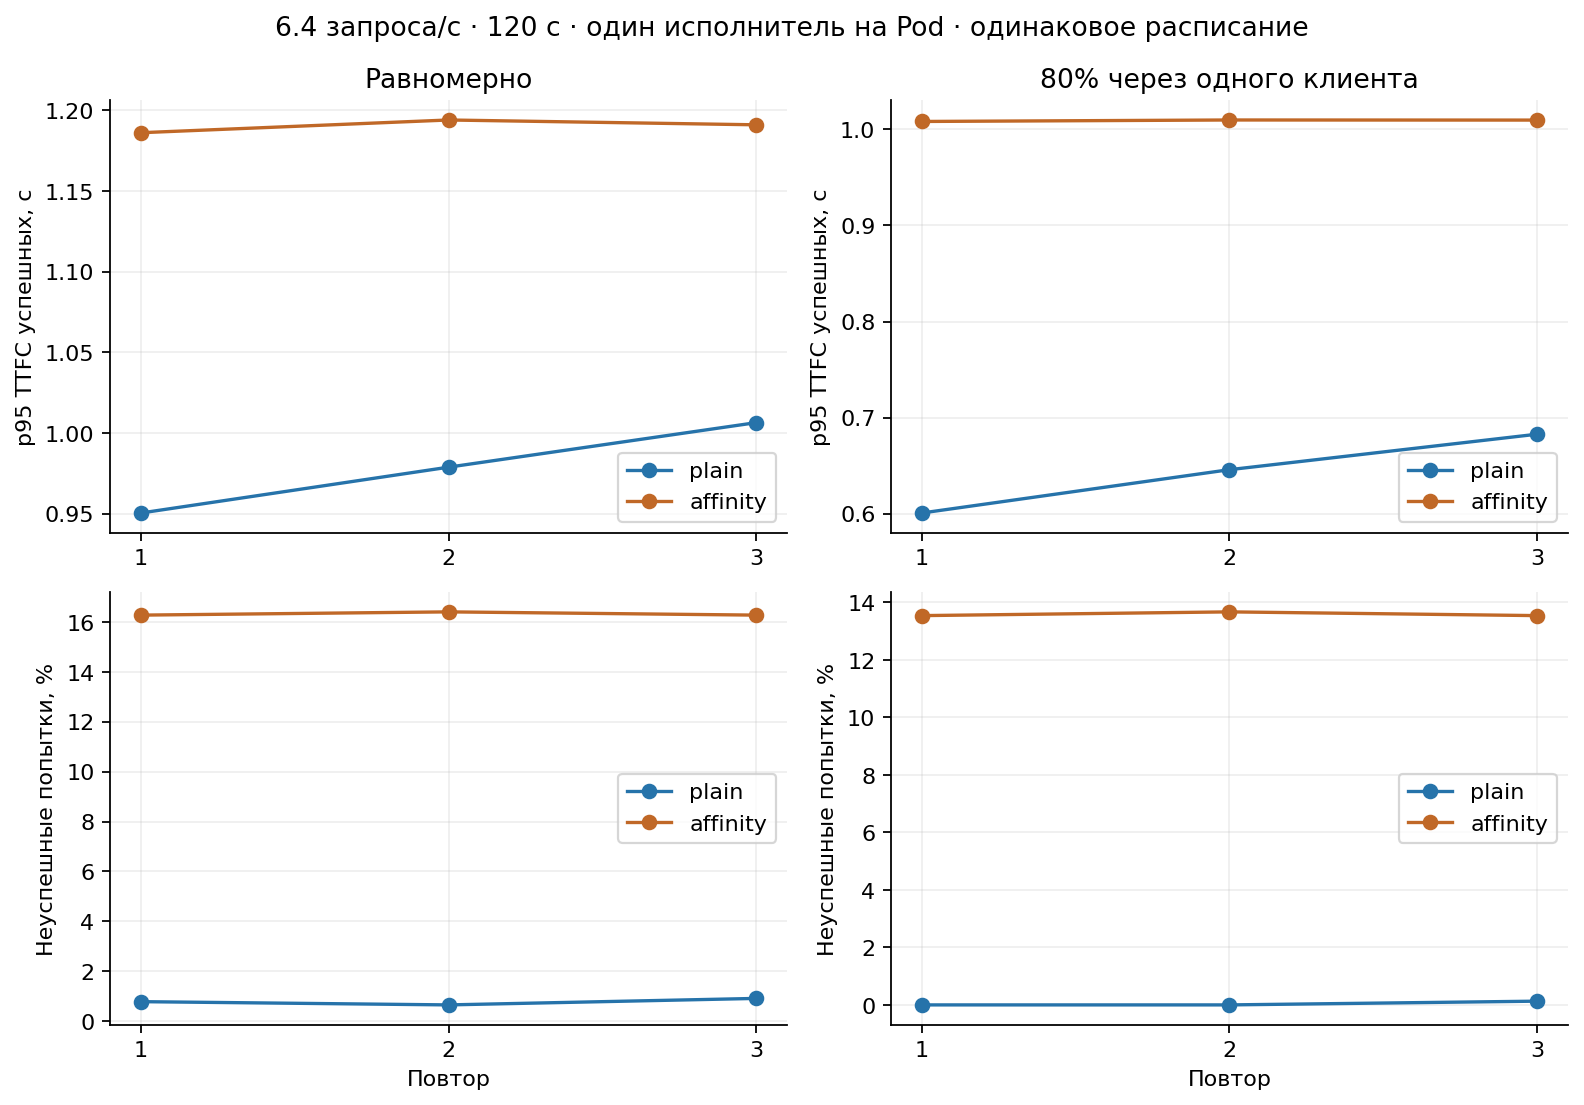 6.4 запроса/с · 120 с · один исполнитель на Pod · одинаковое расписание
Равномерно
p95 TTFC успешных, с
1.20
1.15
1.10
1.05
1.00
0.95
1
2
3
plain
affinity
80% через одного клиента
p95 TTFC успешных, с
1.0
0.9
0.8
0.7
0.6
1
2
3
plain
affinity
Неуспешные попытки, %
16
14
12
10
8
6
4
2
0
1
2
3
Повтор
plain
affinity
Неуспешные попытки, %
14
12
10
8
6
4
2
0
1
2
3
Повтор
plain
affinity